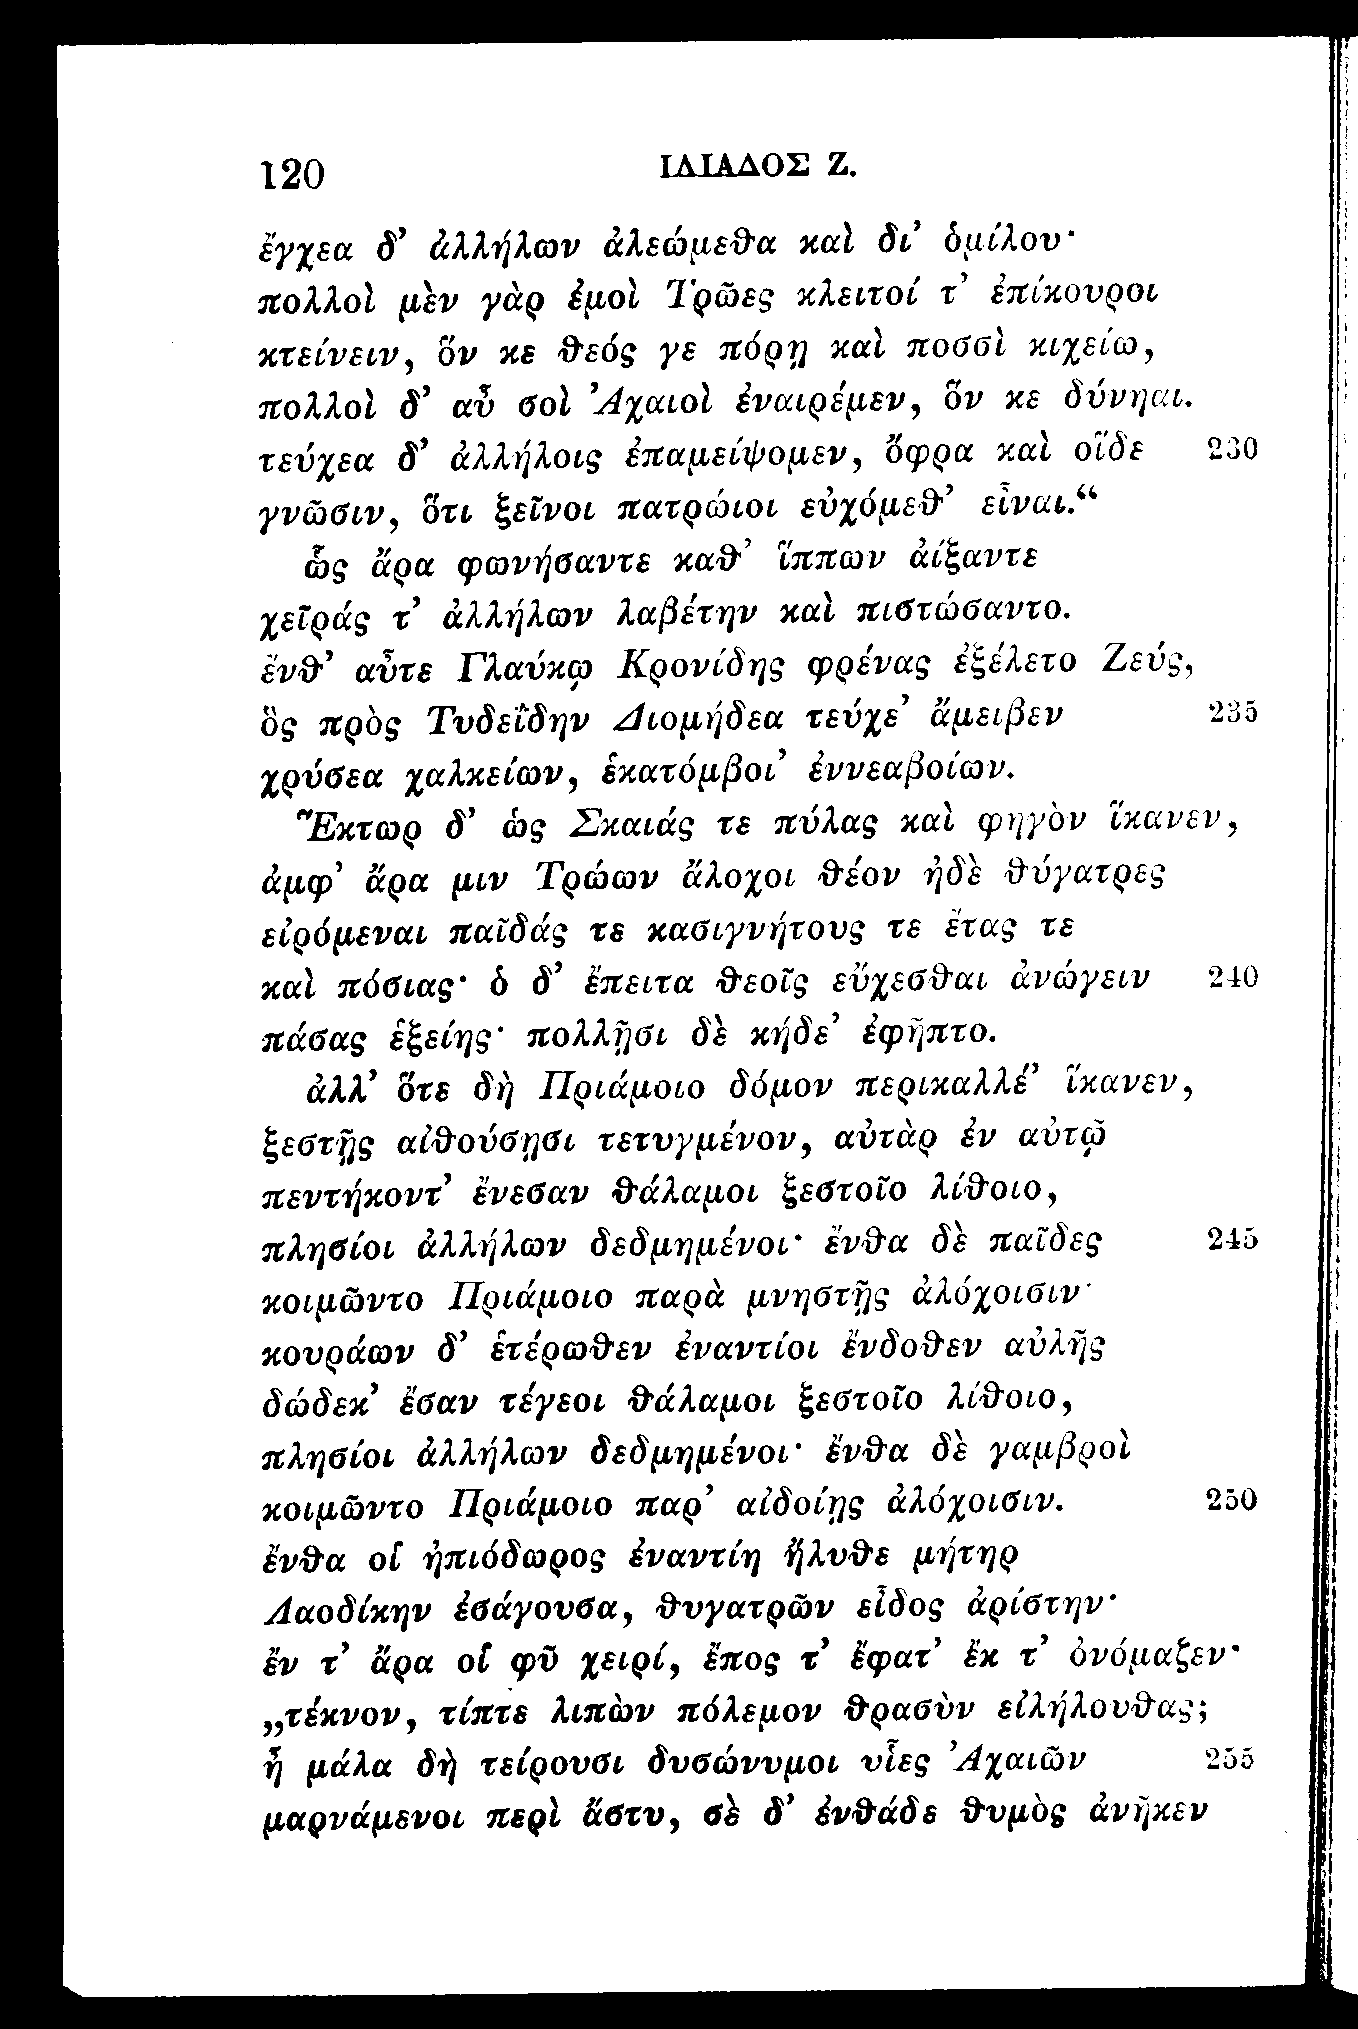 120 ΙΛΙΑΔΟΣ Ζ.
ἔγχεα δ’ ἀλλήλων ἀλεώμεθα καὶ δι’ ὁμίλου·
πολλοὶ μὲν γὰρ ἐμοὶ Τρῶες κλειτοί τ’ ἐπίκουροι
κτείνειν, ὅν κε θεός γε πόρῃ καὶ ποσσὶ κιχείω,
πολλοὶ δ’ αὖ σοὶ Ἀχαιοὶ ἐναιρέμεν, ὅν κε δύνηαι.
τεύχεα δ’ ἀλλήλοις ἐπαμείψομεν, ὄφρα καὶ οἵδε 230
γνῶσιν, ὅτι ξεῖνοι πατρώιοι εὐχόμεθ’ εἶναι.“
ὣς ἄρα φωνήσαντε καθ’ ἵππων ἀίξαντε
χεῖράς τ’ ἀλλήλων λαβέτην καὶ πιστώσαντο.
ἔνθ’ αὖτε Γλαύκῳ Κρονίδης φρένας ἐξέλετο Ζεύς,
ὃς πρὸς Τυδεΐδην Διομήδεα τεύχε’ ἄμειβεν 235
χρύσεα χαλκείων, ἑκατόμβοι’ ἐννεαβοίων.
Ἕκτωρ δ’ ὡς Σκαιάς τε πύλας καὶ φηγὸν ἵκανεν,
ἀμφ’ ἄρα μιν Τρώων ἄλοχοι θέον ἠδὲ θύγατρες
εἰρόμεναι παῖδάς τε κασιγνήτους τε ἔτας τε
καὶ πόσιας· ὁ δ’ ἔπειτα θεοῖς εὔχεσθαι ἀνώγειν 240
πάσας ἑξείης· πολλῇσι δὲ κήδε’ ἐφῆπτο.
ἀλλ’ ὅτε δὴ Πριάμοιο δόμον περικαλλέ’ ἵκανεν,
ξεστῇς αἰθούσῃσι τετυγμένον, αὐτὰρ ἐν αὐτῷ
πεντήκοντ’ ἔνεσαν θάλαμοι ξεστοῖο λίθοιο,
πλησίοι ἀλλήλων δεδμημένοι· ἔνθα δὲ παῖδες 245
κοιμῶντο Πριάμοιο παρὰ μνηστῇς ἀλόχοισιν·
κουράων δ’ ἑτέρωθεν ἐναντίοι ἔνδοθεν αὐλῆς
δώδεκ’ ἔσαν τέγεοι θάλαμοι ξεστοῖο λίθοιο,
πλησίοι ἀλλήλων δεδμημένοι· ἔνθα δὲ γαμβροὶ
κοιμῶντο Πριάμοιο παρ’ αἰδοίῃς ἀλόχοισιν. 250
ἔνθα οἱ ἠπιόδωρος ἐναντίη ἤλυθε μήτηρ
Λαοδίκην ἐσάγουσα, θυγατρῶν εἶδος ἀρίστην·
ἔν τ’ ἄρα οἱ φῦ χειρί, ἔπος τ’ ἔφατ’ ἔκ τ’ ὀνόμαζεν·
„τέκνον, τίπτε λιπὼν πόλεμον θρασὺν εἰλήλουθας;
ἦ μάλα δὴ τείρουσι δυσώνυμοι υἷες Ἀχαιῶν 255
μαρνάμενοι περὶ ἄστυ, σὲ δ’ ἐνθάδε θυμὸς ἀνῆκεν